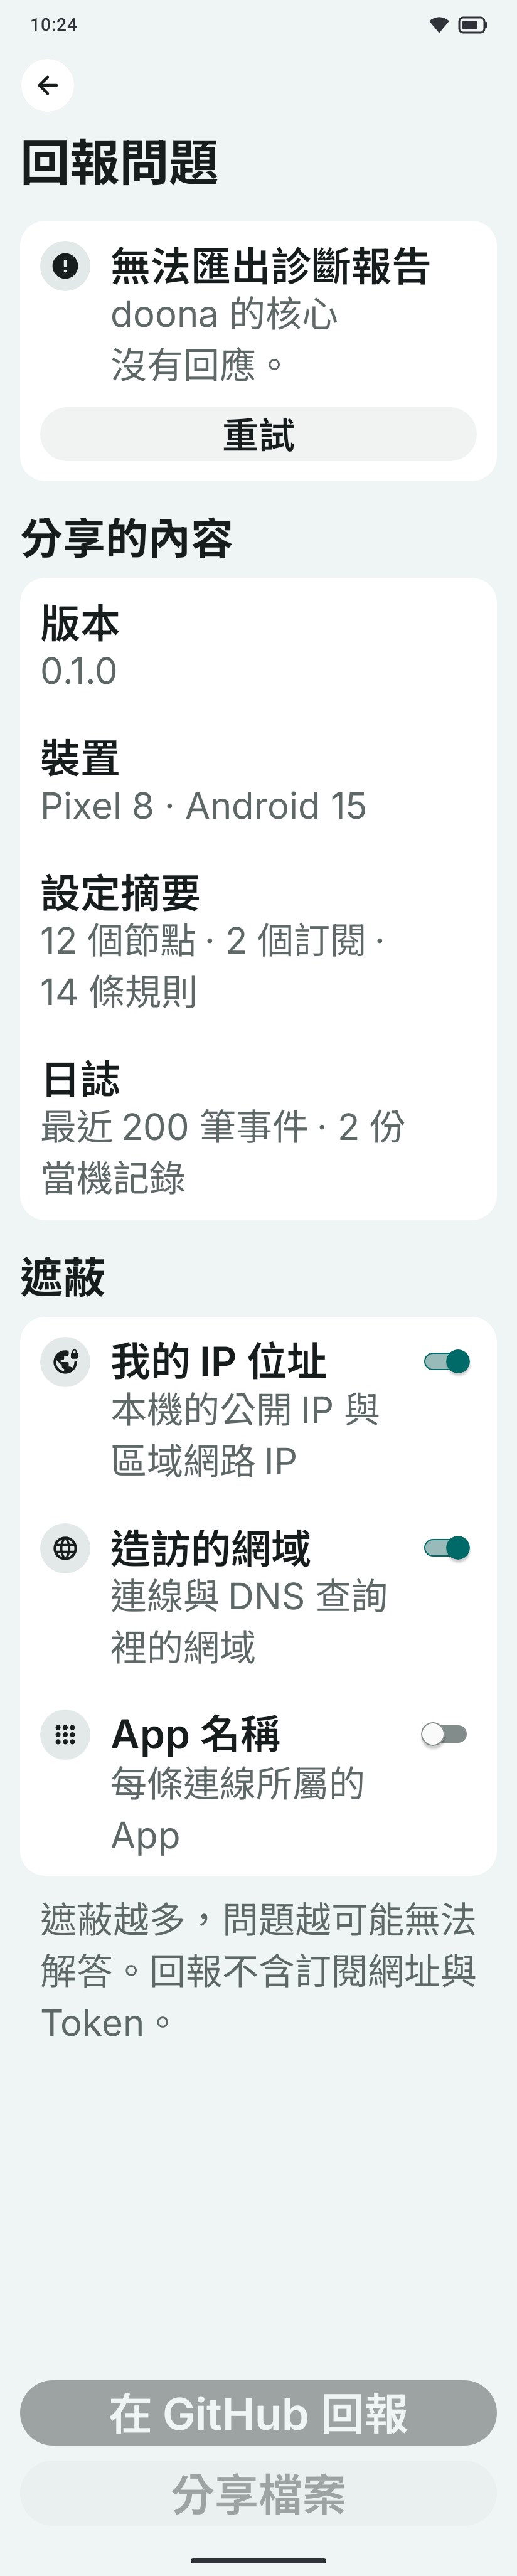 10:24
回報問題
無法匯出診斷報告
doona 的核心
沒有回應。
重試
分享的內容
版本
0.1.0
裝置
Pixel 8 · Android 15
設定摘要
12 個節點 · 2 個訂閱 ·
14 條規則
日誌
最近 200 筆事件 · 2 份
當機記錄
遮蔽
我的 IP 位址
本機的公開 IP 與
區域網路 IP
造訪的網域
連線與 DNS 查詢
裡的網域
App 名稱
每條連線所屬的
App
遮蔽越多，問題越可能無法
解答。回報不含訂閱網址與
Token。
在 GitHub 回報
分享檔案